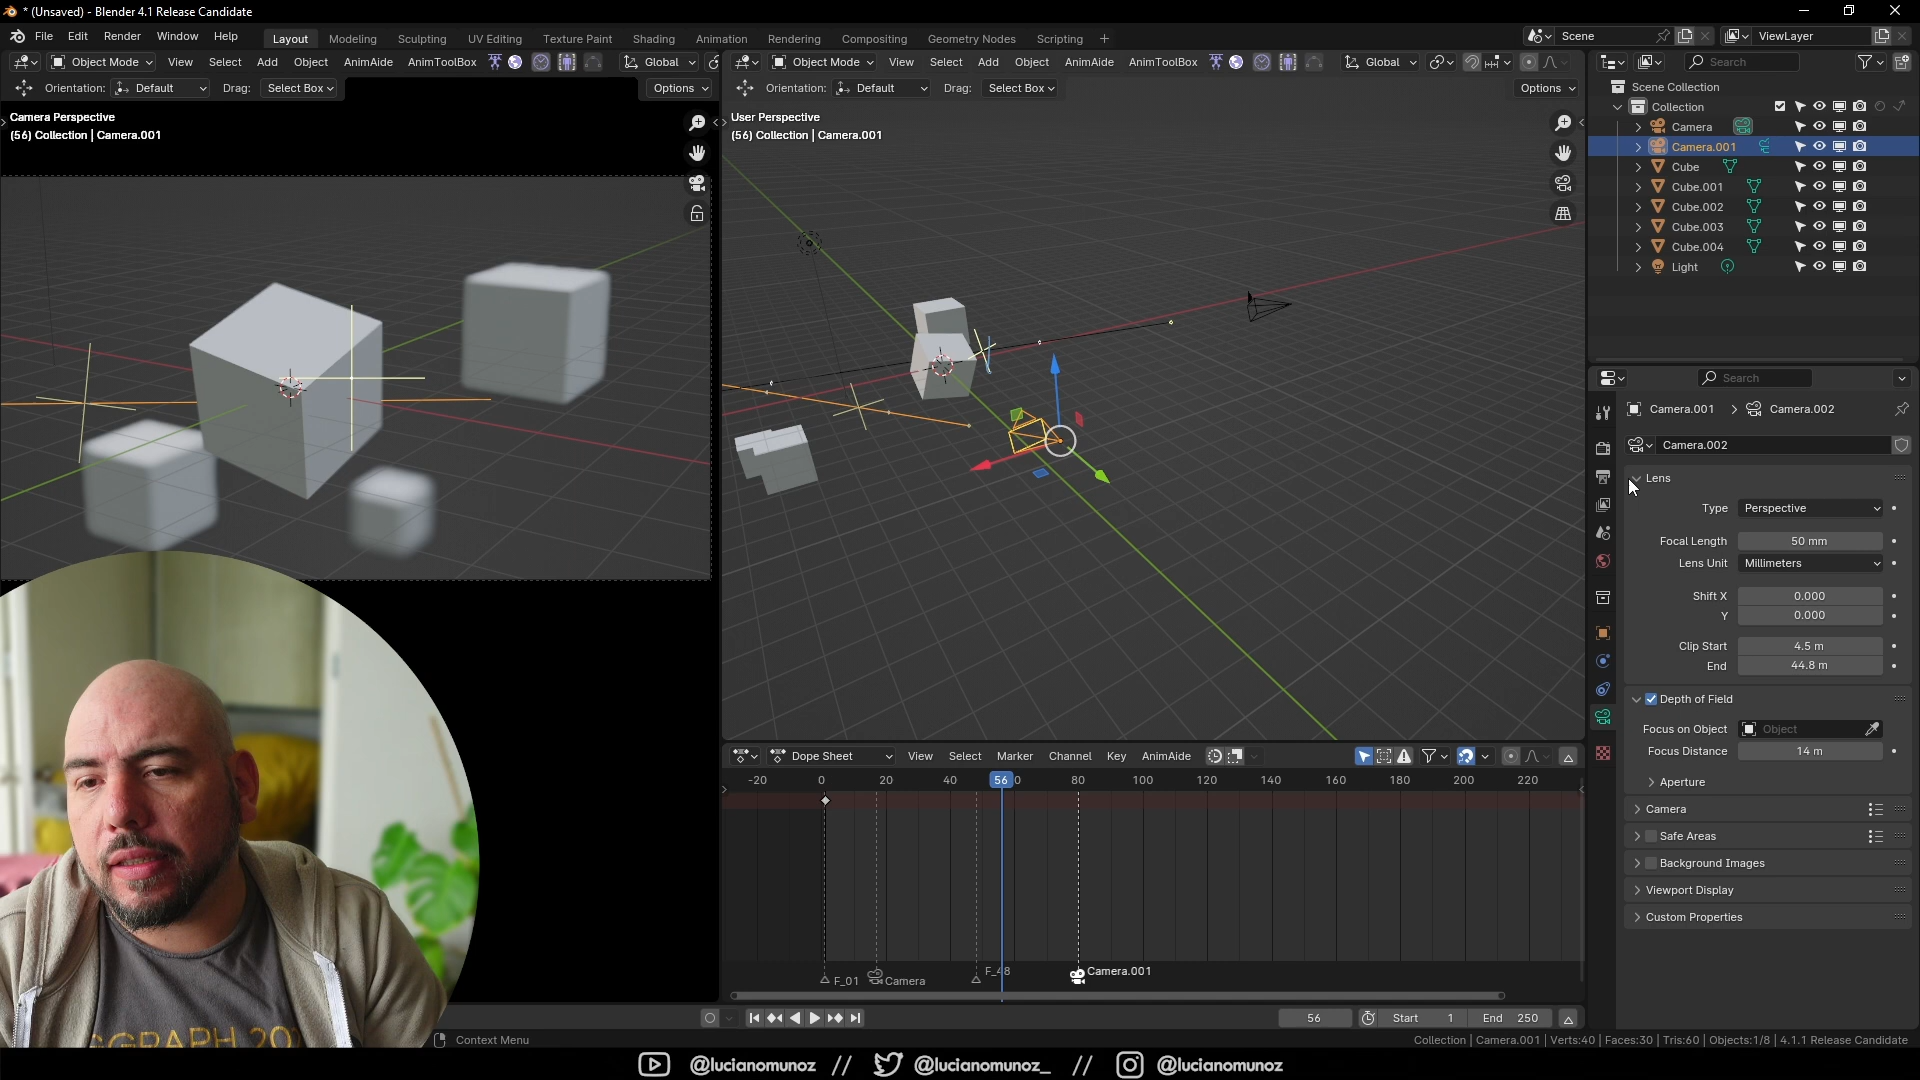 * (Unsaved) - Blender 4.1 Release Candidate
File Edit Render Window Help
Layout Modeling Sculpting UV Editing Texture Paint Shading Animation Rendering Compositing Geometry Nodes Scripting +
Scene
ViewLayer
Object Mode View Select Add Object AnimAide AnimToolBox Global
Orientation: Default Drag: Select Box Options
Camera Perspective
(56) Collection | Camera.001
Object Mode View Select Add Object AnimAide AnimToolBox Global
Orientation: Default Drag: Select Box Options
User Perspective
(56) Collection | Camera.001
Search
Scene Collection
Collection
Camera
Camera.001
Cube
Cube.001
Cube.002
Cube.003
Cube.004
Light
Search
Camera.001 > Camera.002
Camera.002
Lens
Type Perspective
Focal Length 50 mm
Lens Unit Millimeters
Shift X 0.000
Y 0.000
Clip Start 4.5 m
End 44.8 m
Depth of Field
Focus on Object Object
Focus Distance 14 m
Aperture
Camera
Safe Areas
Background Images
Viewport Display
Custom Properties
Dope Sheet View Select Marker Channel Key AnimAide
-20 0 20 40 56 80 100 120 140 160 180 200 220
F_01 Camera F_48 Camera.001
56 Start 1 End 250
Context Menu
Collection | Camera.001 | Verts:40 | Faces:30 | Tris:60 | Objects:1/8 | 4.1.1 Release Candidate
@lucianomunoz // @lucianomunoz_ // @lucianomunoz